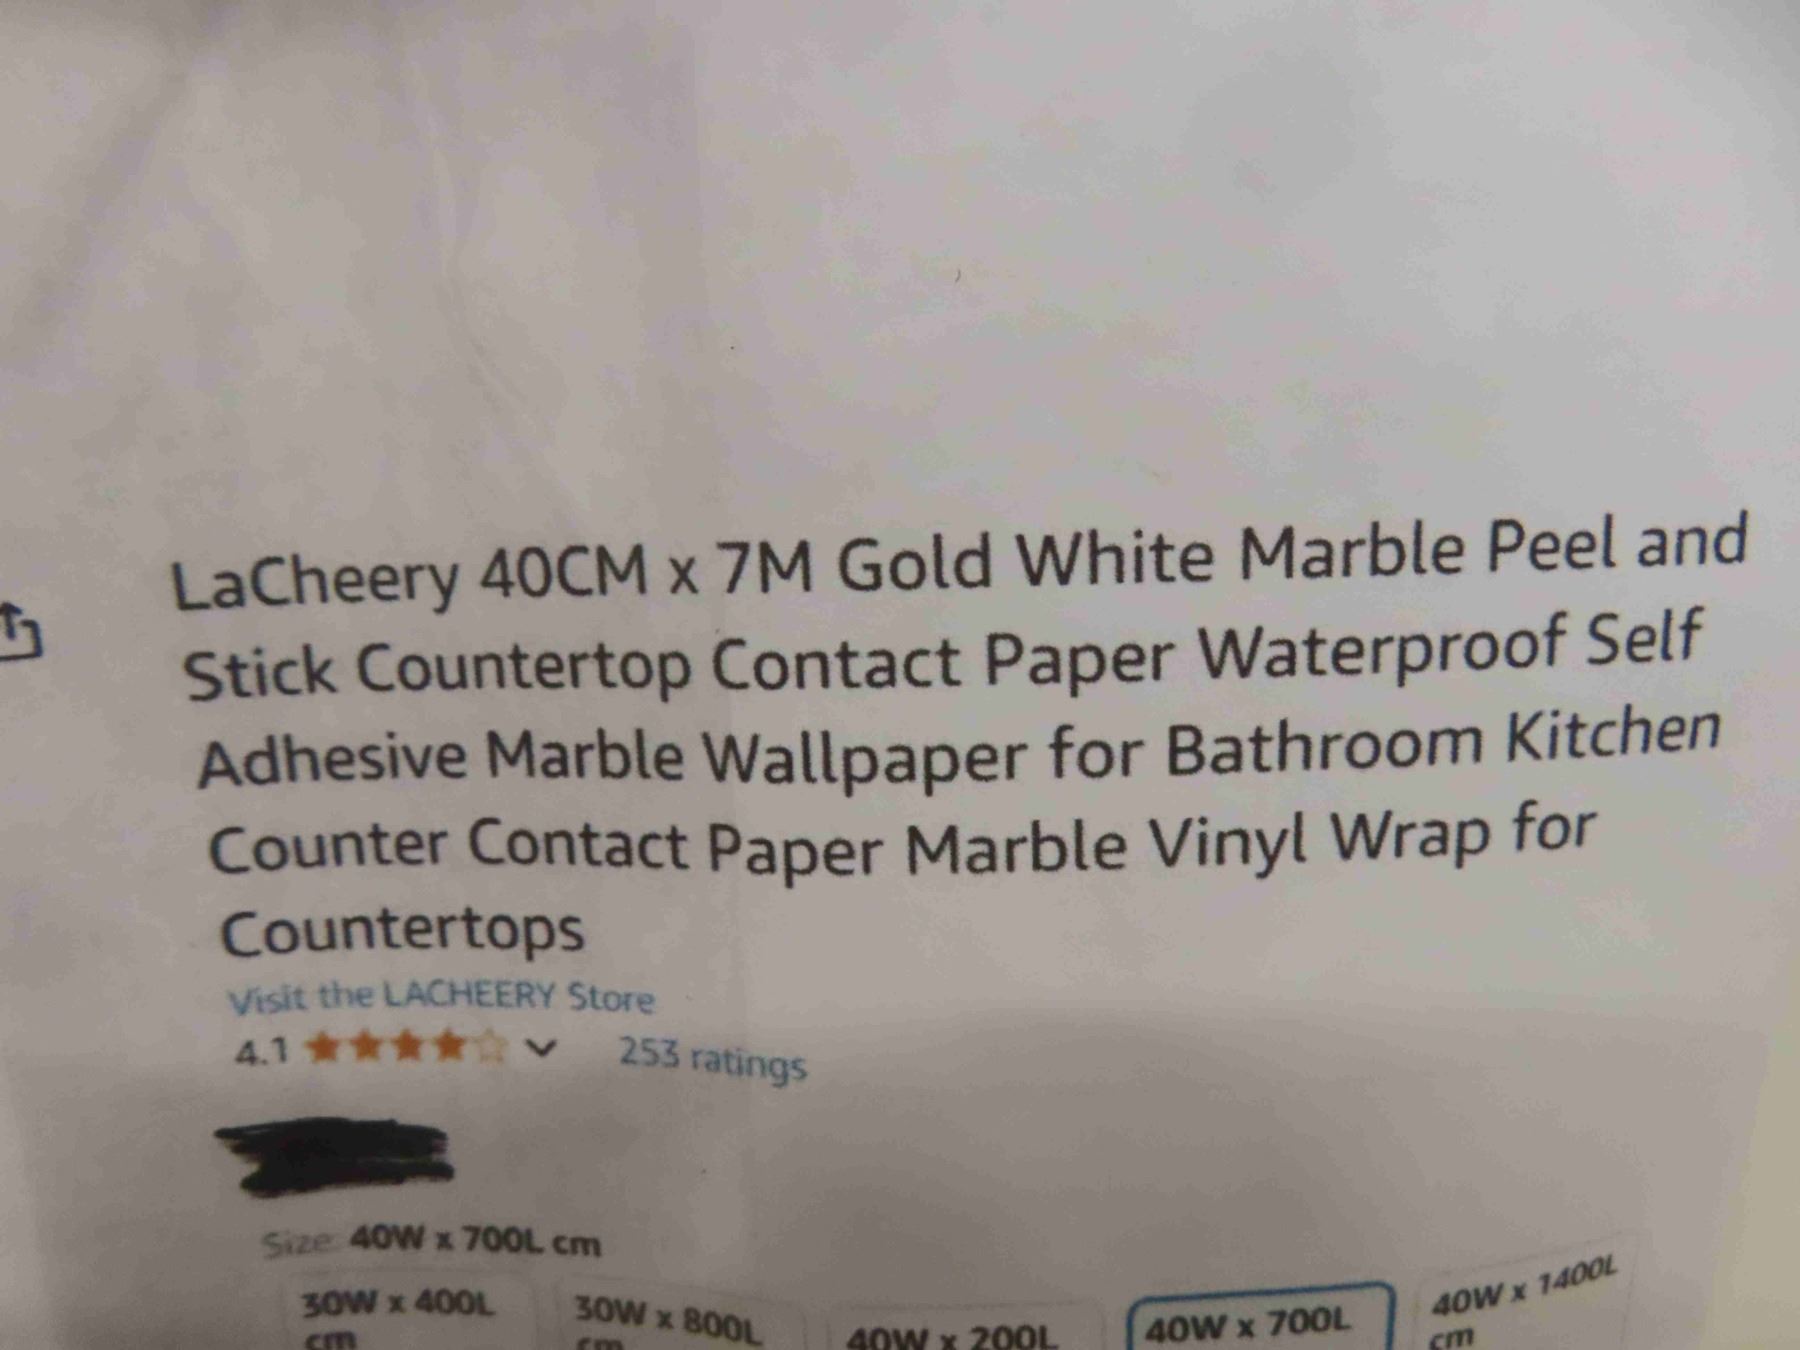 LaCheery 40CM x 7M Gold White Marble Peel and
Stick Countertop Contact Paper Waterproof Self
Adhesive Marble Wallpaper for Bathroom Kitchen
Counter Contact Paper Marble Vinyl Wrap for
Countertops
Visit the LACHEERY Store
4.1 253 ratings
Size: 40W x 700L cm
30W x 400L 30W x 800L 40W x 200L 40W x 700L 40W x 1400L
cm cm cm